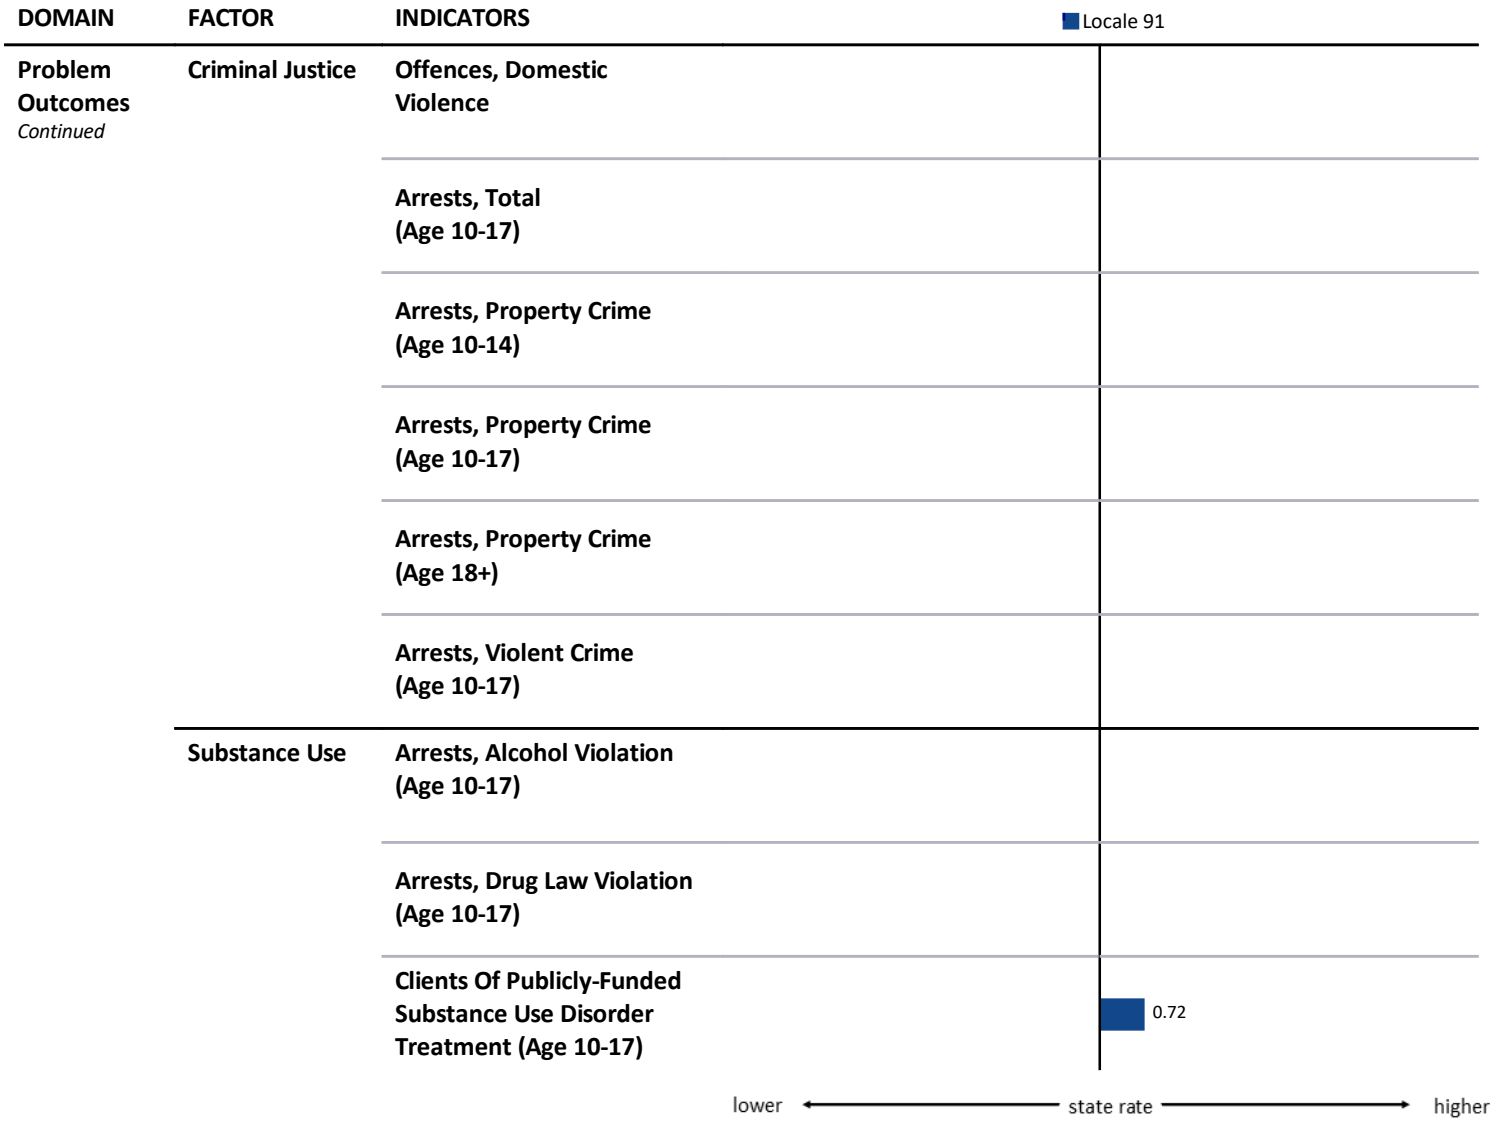 DOMAIN FACTOR INDICATORS Locale 91
Problem Outcomes Continued
Criminal Justice
Offences, Domestic
Violence
Arrests, Total
(Age 10-17)
Arrests, Property Crime
(Age 10-14)
Arrests, Property Crime
(Age 10-17)
Arrests, Property Crime
(Age 18+)
Arrests, Violent Crime
(Age 10-17)
Substance Use
Arrests, Alcohol Violation
(Age 10-17)
Arrests, Drug Law Violation
(Age 10-17)
Clients Of Publicly-Funded
Substance Use Disorder
Treatment (Age 10-17)
0.72
lower state rate higher